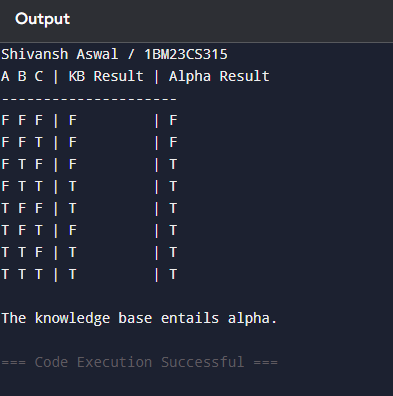 Output
Shivansh Aswal / 1BM23CS315
A B C | KB Result | Alpha Result
---------------------
F F F | F         | F
F F T | F         | F
F T F | F         | T
F T T | T         | T
T F F | T         | T
T F T | F         | T
T T F | T         | T
T T T | T         | T
The knowledge base entails alpha.
=== Code Execution Successful ===